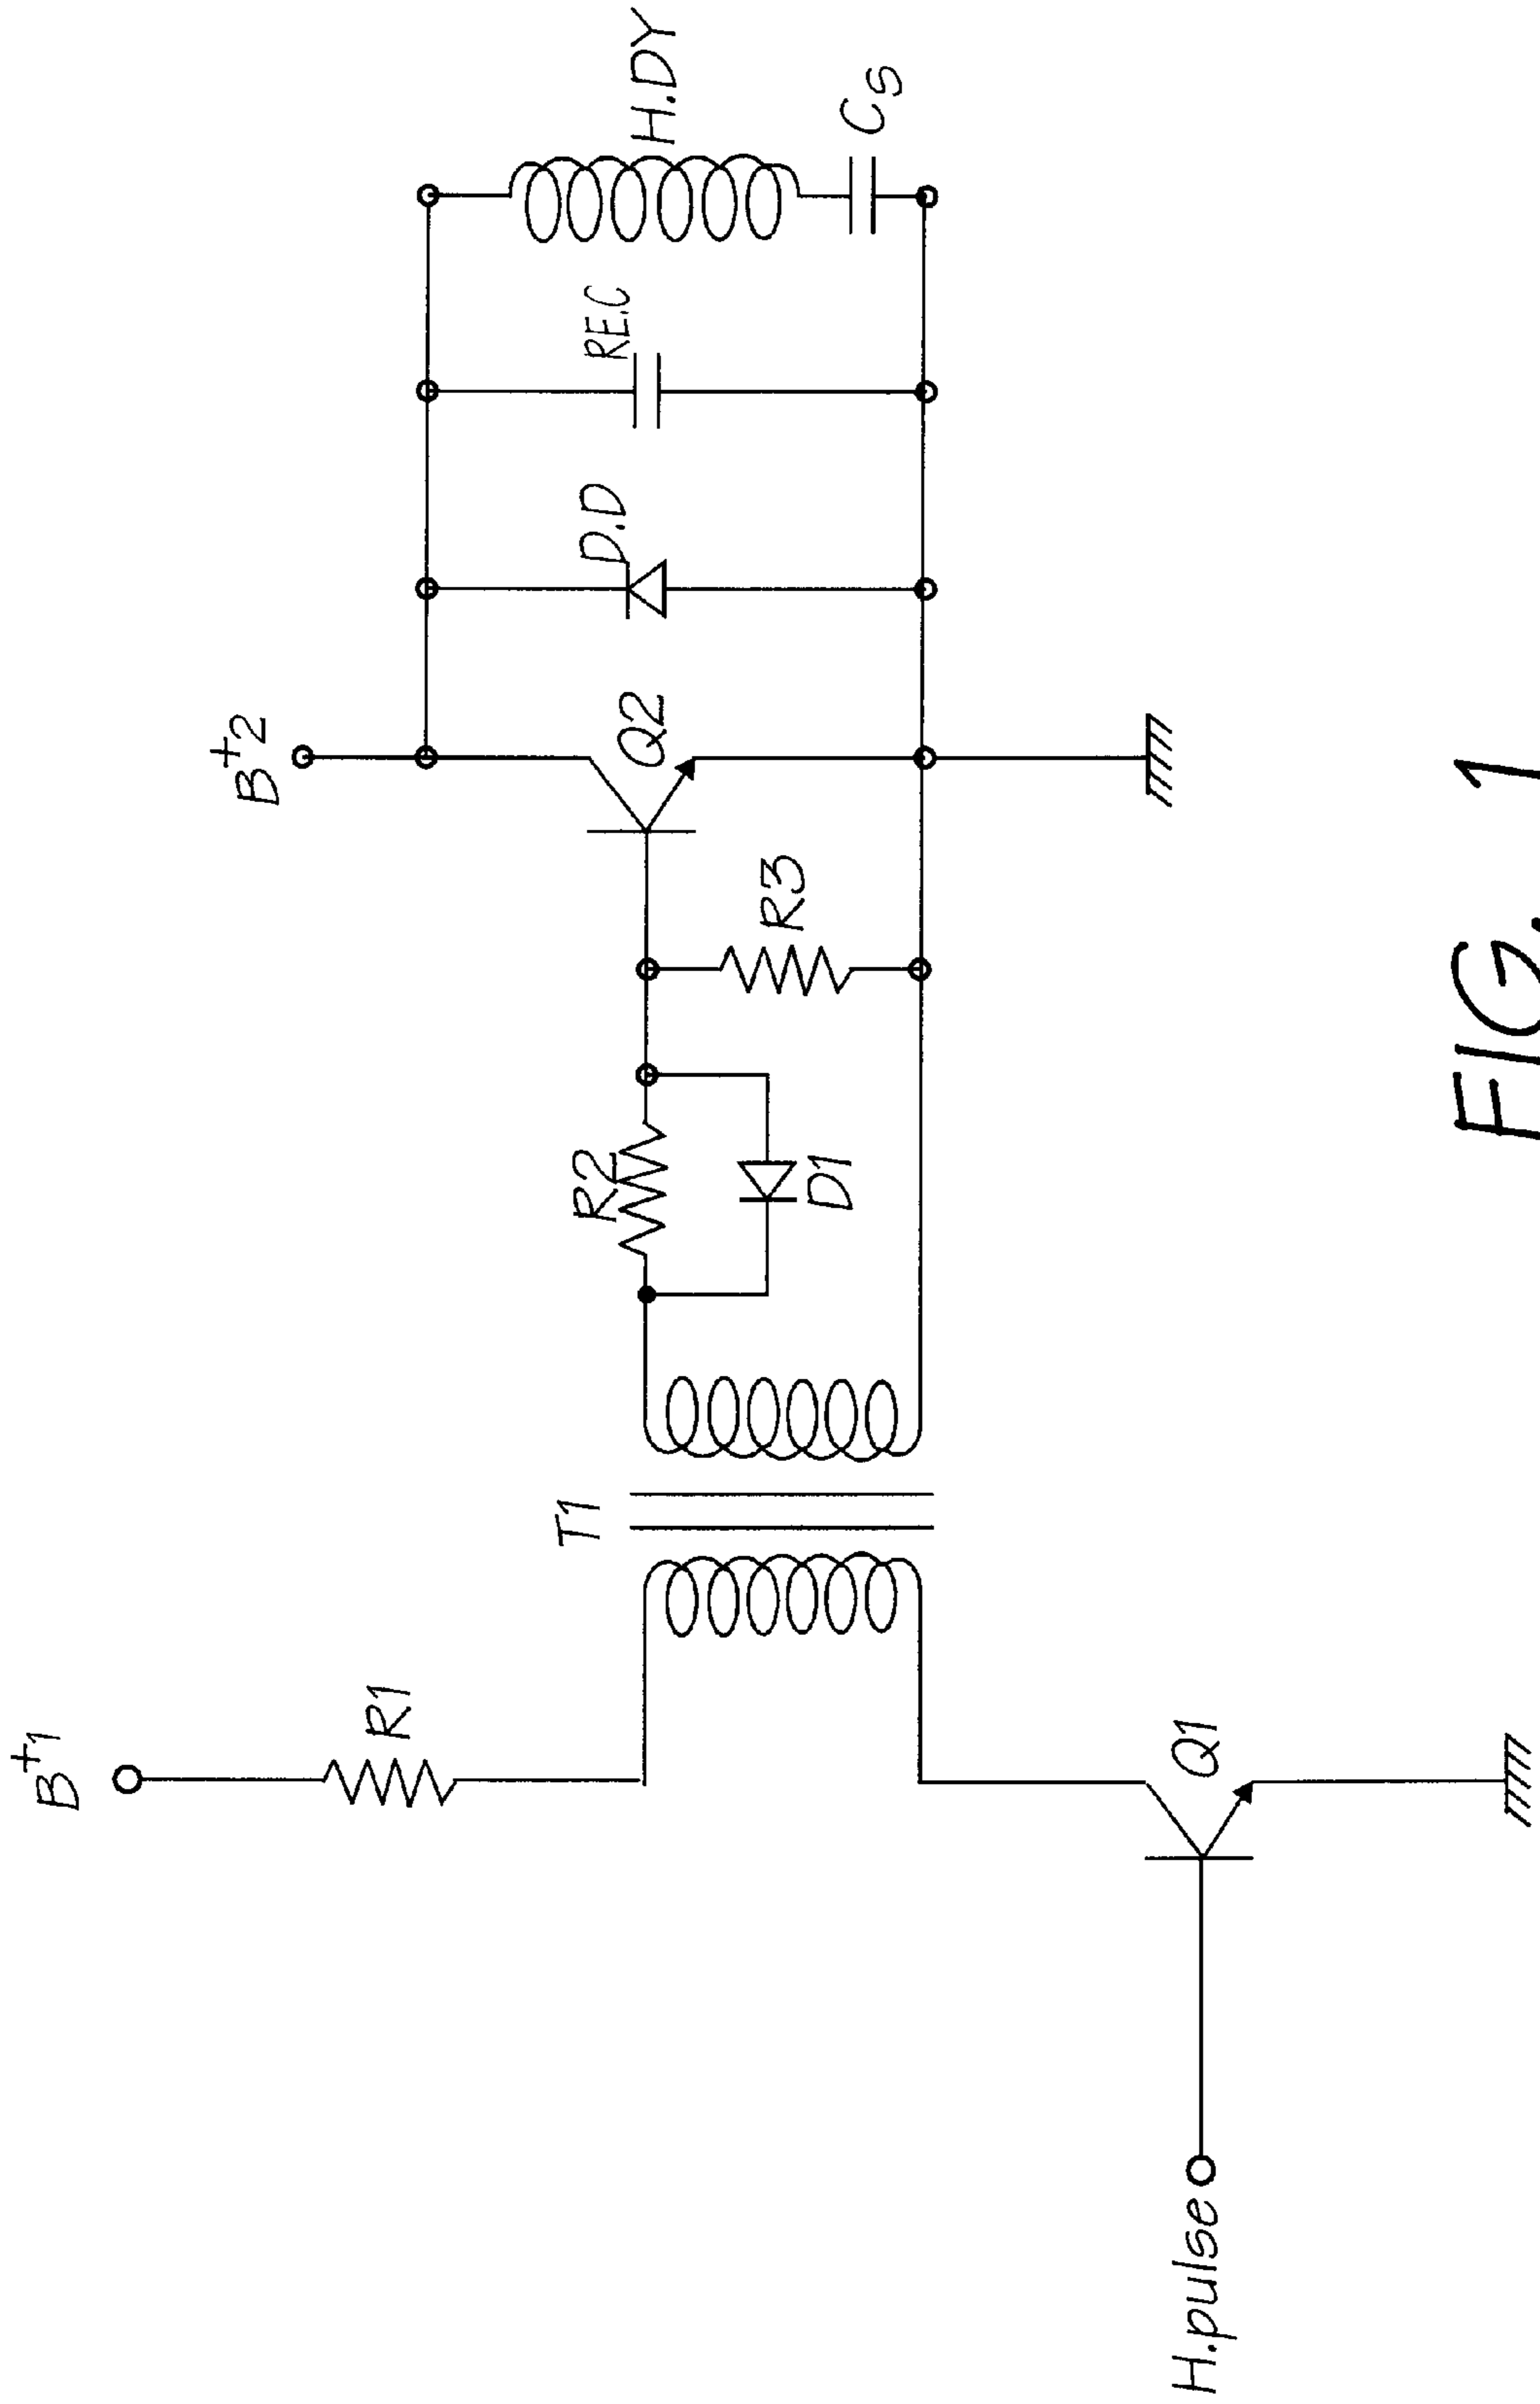 B+1
R1
T1
B+2
R2
D1
R3
Q2
D.D
RE.C
H.DY
CS
H.pulse
Q1
FIG. 1